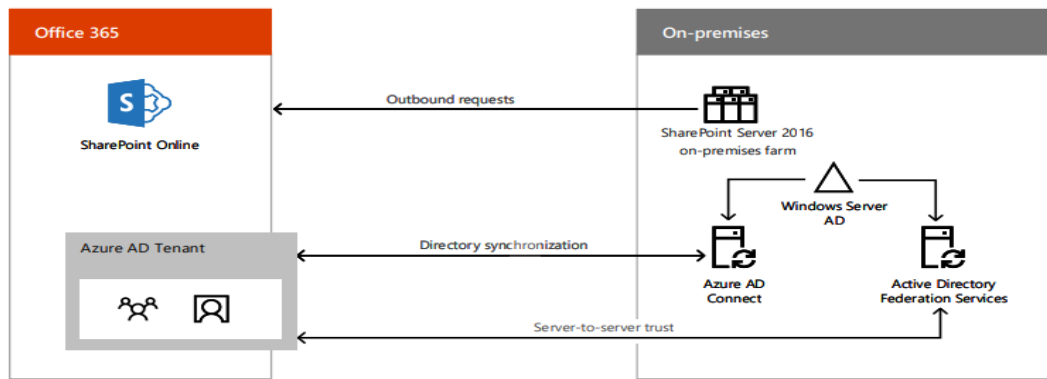 Office 365
On-premises
S
Outbound requests
SharePoint Online
SharePoint Server 2016
on-premises farm
Windows Server
AD
Azure AD Tenant
Directory synchronization
Azure AD
Connect
Active Directory
Federation Services
Server-to-server trust